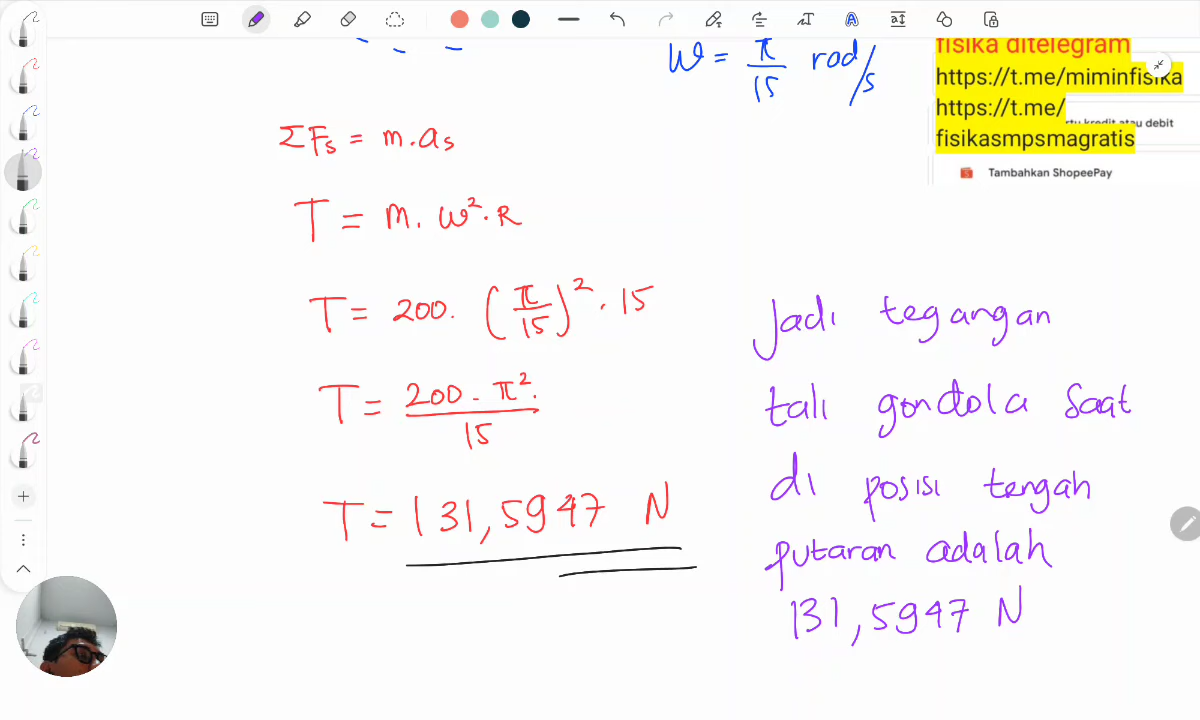 fisika ditelegram
https://t.me/miminfisika
https://t.me/
fisikasmpsmagratis
Tambahkan ShopeePay
W = π/15 rad/s
ΣFs = m.as
T = m. ω². R
T = 200. (π/15)². 15
T = 200 . π²./15
T = 131,5947 N
Jadi tegangan
tali gondola saat
di posisi tengah
putaran adalah
131,5947 N